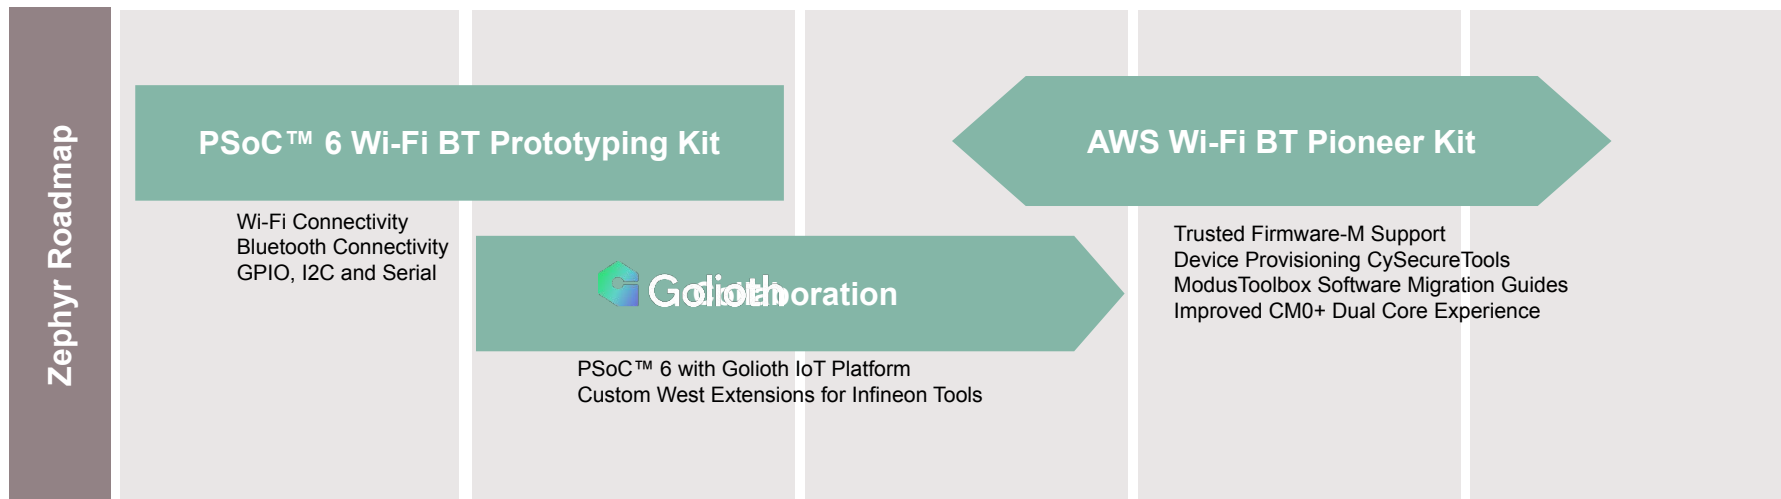 Zephyr Roadmap
PSoC™ 6 Wi-Fi BT Prototyping Kit
Wi-Fi Connectivity
Bluetooth Connectivity
GPIO, I2C and Serial
Golioth Collaboration
PSoC™ 6 with Golioth IoT Platform
Custom West Extensions for Infineon Tools
AWS Wi-Fi BT Pioneer Kit
Trusted Firmware-M Support
Device Provisioning CySecureTools
ModusToolbox Software Migration Guides
Improved CM0+ Dual Core Experience